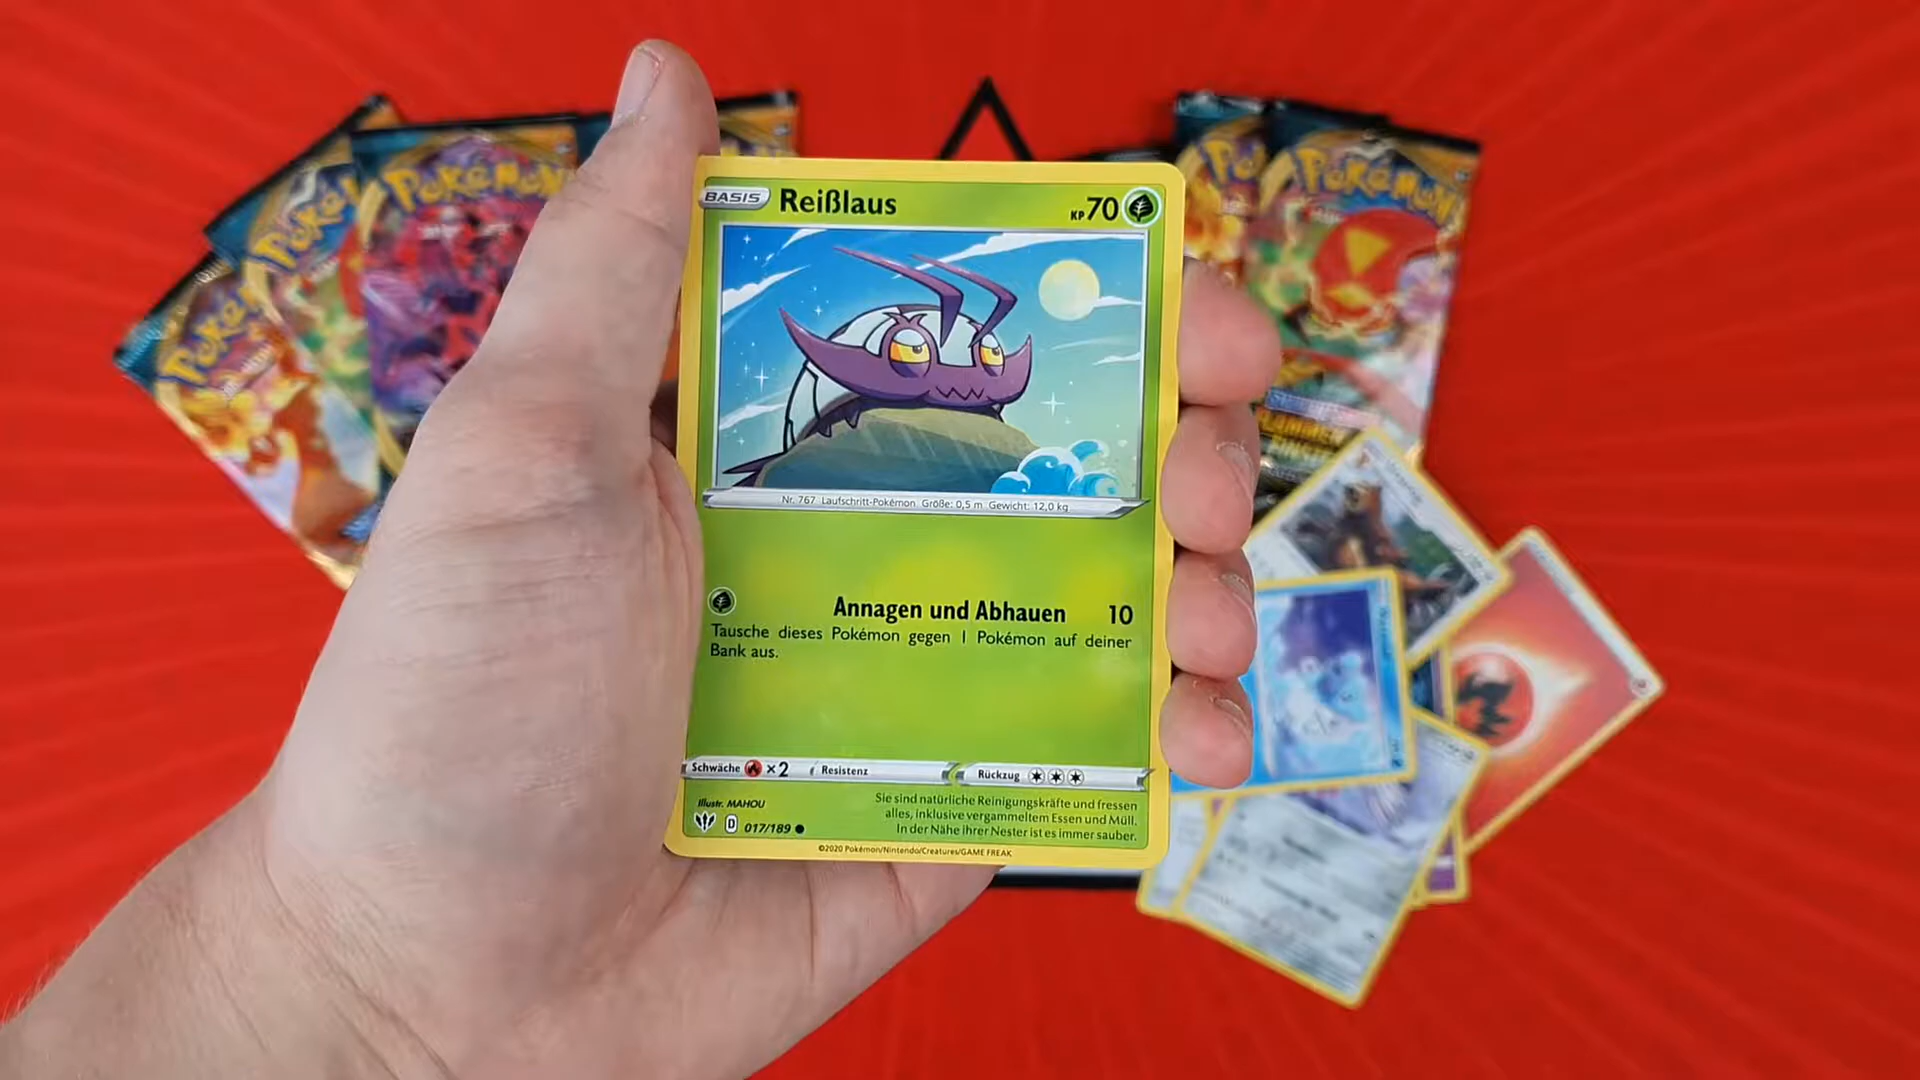 Pokémon
Pokémon
Pokémon
Pokémon
BASIS Reißlaus KP 70
Nr. 767 Laufschritt-Pokémon Größe: 0,5 m Gewicht: 12,0 kg
Annagen und Abhauen 10
Tausche dieses Pokémon gegen 1 Pokémon auf deiner
Bank aus.
Schwäche ×2 Resistenz Rückzug
Illustr. MAHOU
D 017/189
Sie sind natürliche Reinigungskräfte und fressen
alles, inklusive vergammeltem Essen und Müll.
In der Nähe ihrer Nester ist es immer sauber.
©2020 Pokémon/Nintendo/Creatures/GAME FREAK